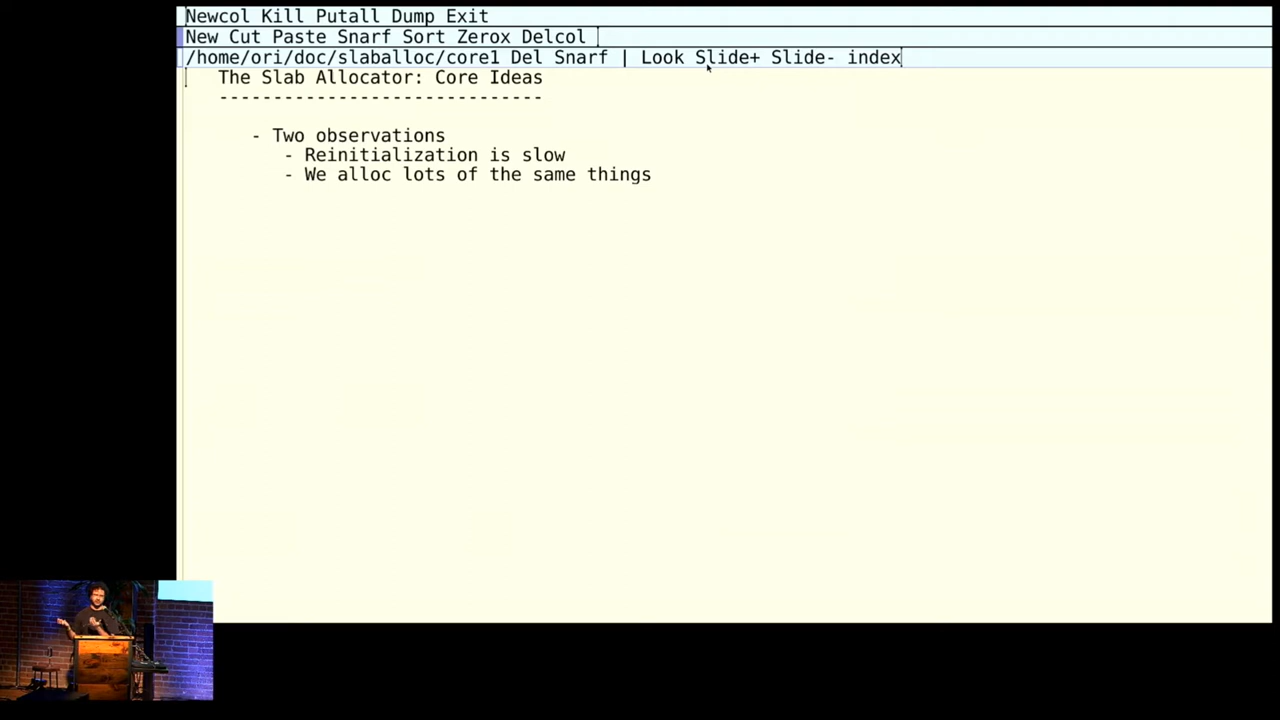 Newcol Kill Putall Dump Exit
New Cut Paste Snarf Sort Zerox Delcol
/home/ori/doc/slaballoc/core1 Del Snarf | Look Slide+ Slide- index
The Slab Allocator: Core Ideas
------------------------------
- Two observations
- Reinitialization is slow
- We alloc lots of the same things